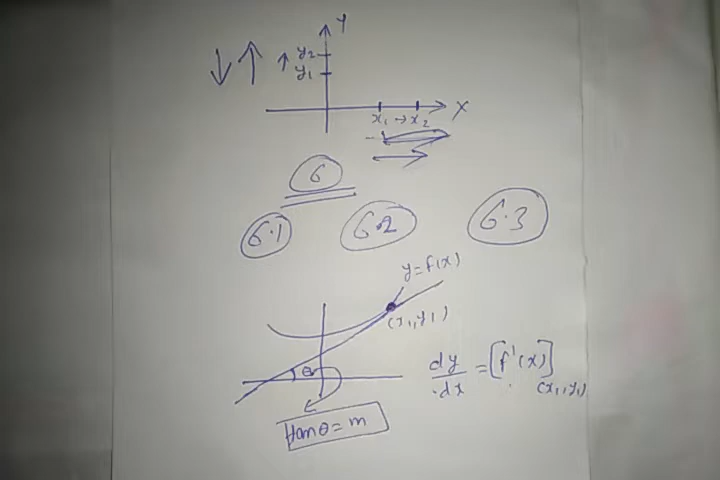 Y
y₂
y₁
X
x₁ → x₂
6
6.1 6.2 6.3
y=f(x)
(x₁,y₁)
θ
dy/dx = [f'(x)](x₁,y₁)
tanθ = m